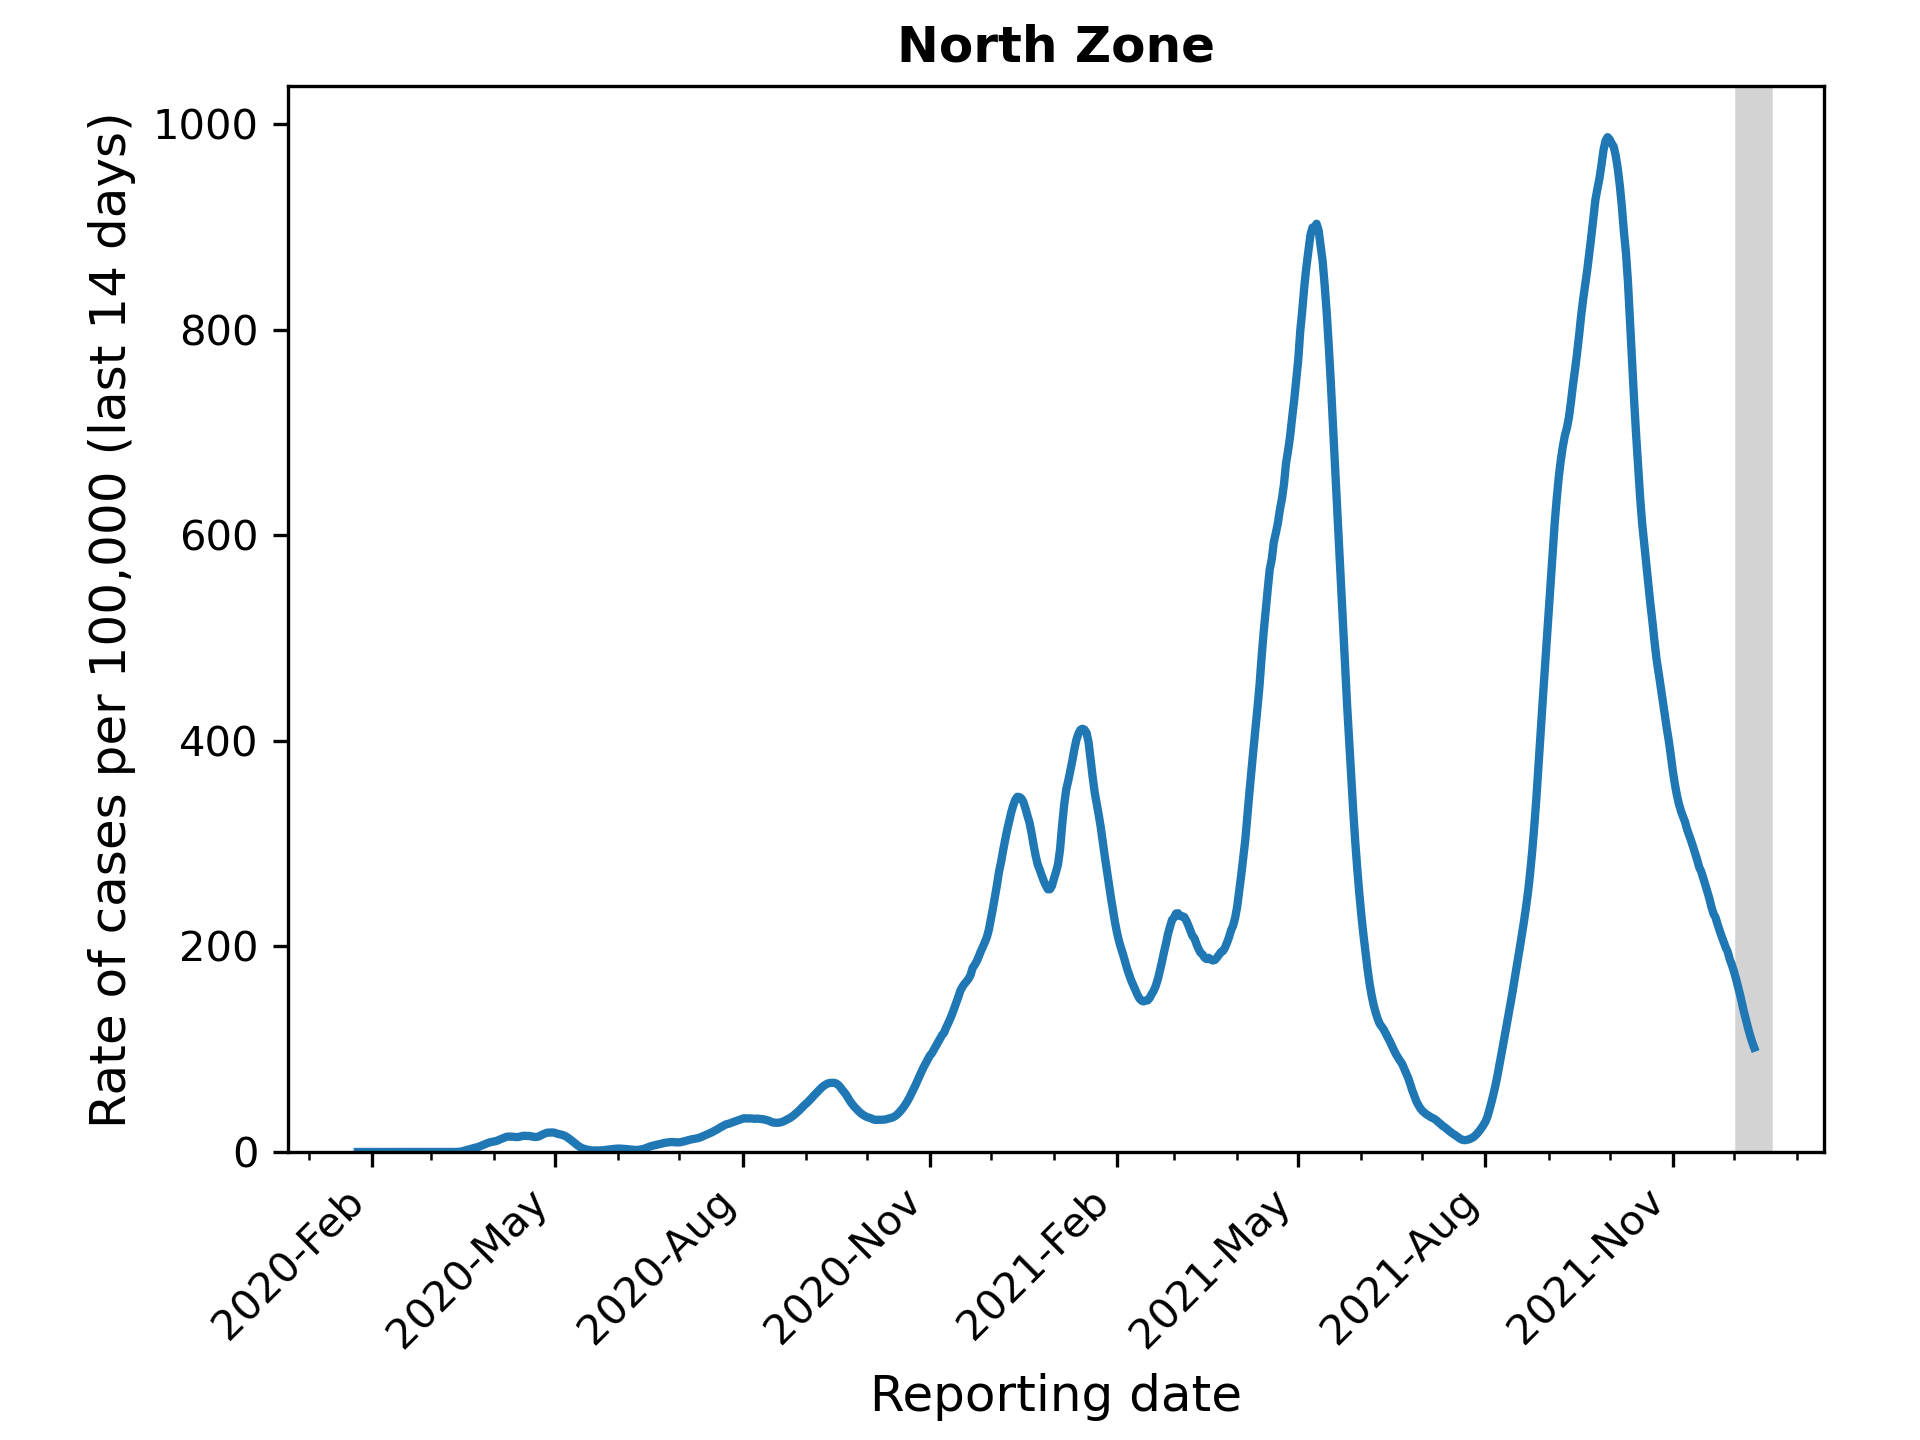 North Zone
Rate of cases per 100,000 (last 14 days)
1000
800
600
400
200
0
2020-Feb
2020-May
2020-Aug
2020-Nov
2021-Feb
2021-May
2021-Aug
2021-Nov
Reporting date